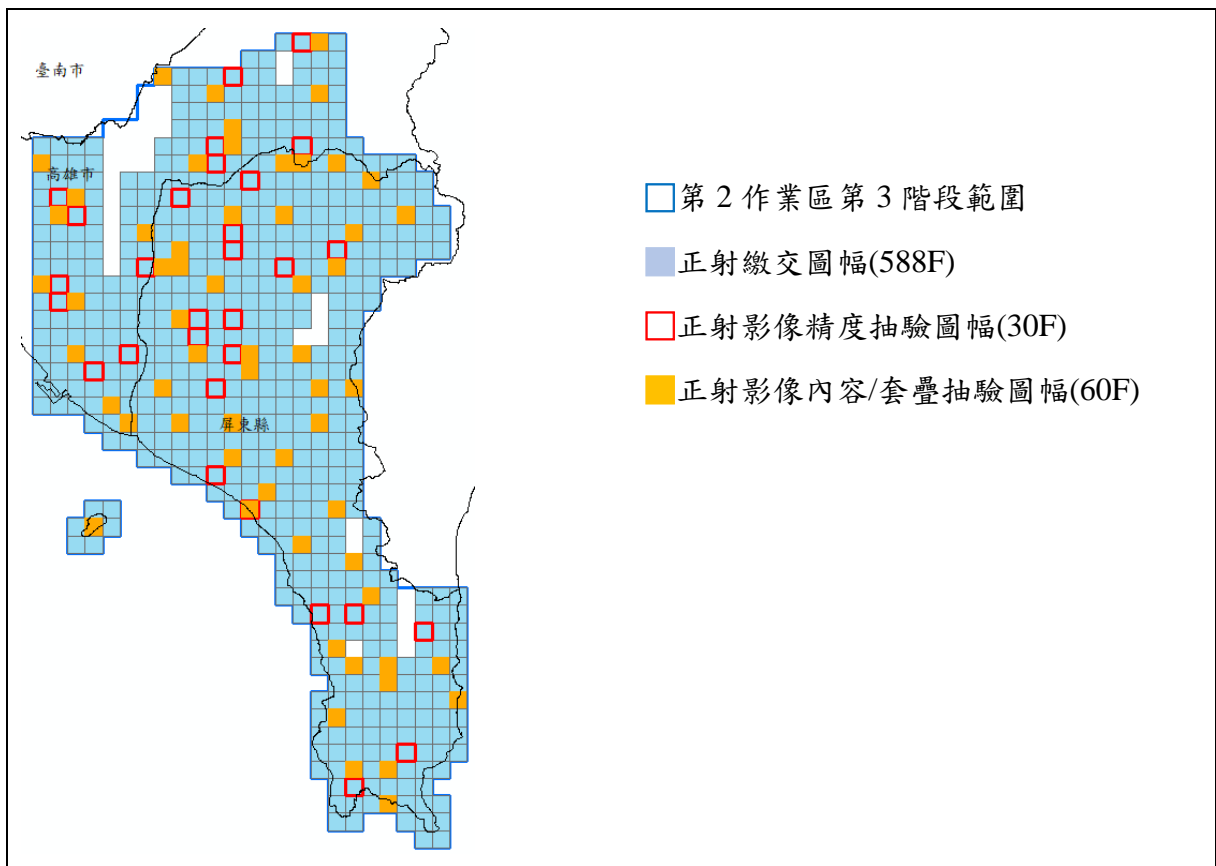 臺南市
高雄市
屏東縣
第 2 作業區第 3 階段範圍
正射繳交圖幅(588F)
正射影像精度抽驗圖幅(30F)
正射影像內容/套疊抽驗圖幅(60F)